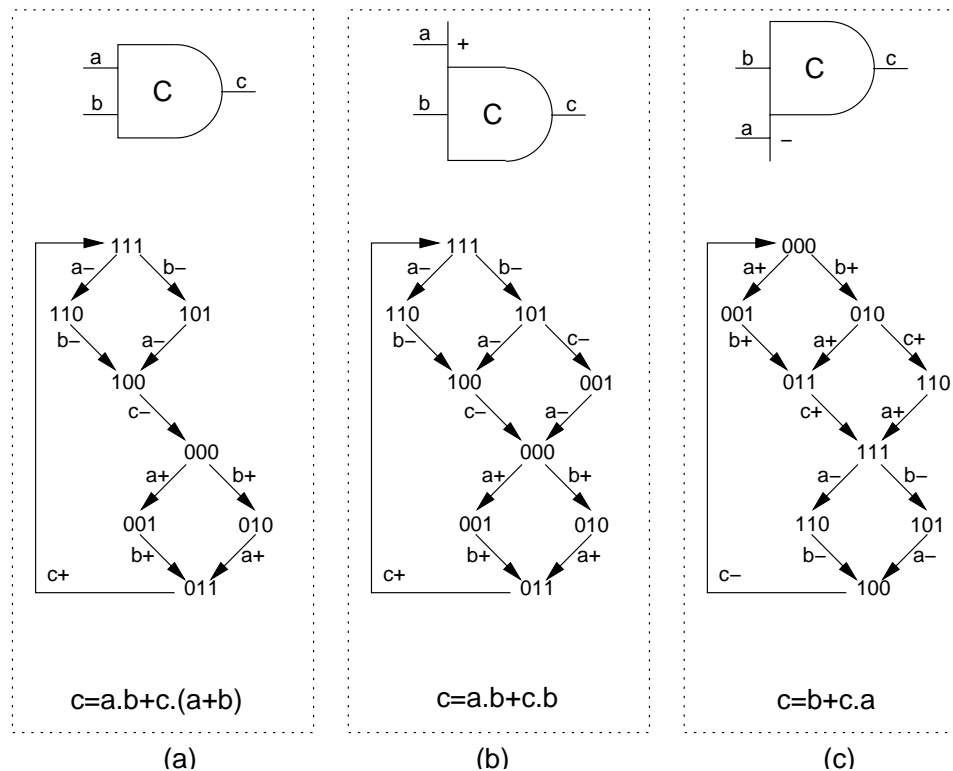 a
b
C
c
111
a–
b–
110
101
b–
a–
100
c–
000
a+
b+
001
010
b+
a+
c+
011
c=a.b+c.(a+b)
(a)
a
+
b
C
c
111
a–
b–
110
101
b–
a–
c–
100
001
c–
a–
000
a+
b+
001
010
b+
a+
c+
011
c=a.b+c.b
(b)
b
C
c
a
–
000
a+
b+
001
010
b+
a+
c+
011
110
c+
a+
111
a–
b–
110
101
b–
a–
c–
100
c=b+c.a
(c)